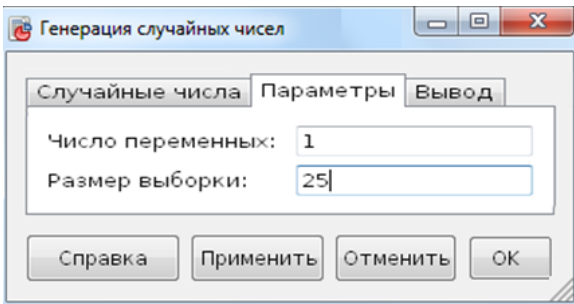 Генерация случайных чисел
Случайные числа Параметры Вывод
Число переменных: 1
Размер выборки: 25
Справка Применить Отменить OK